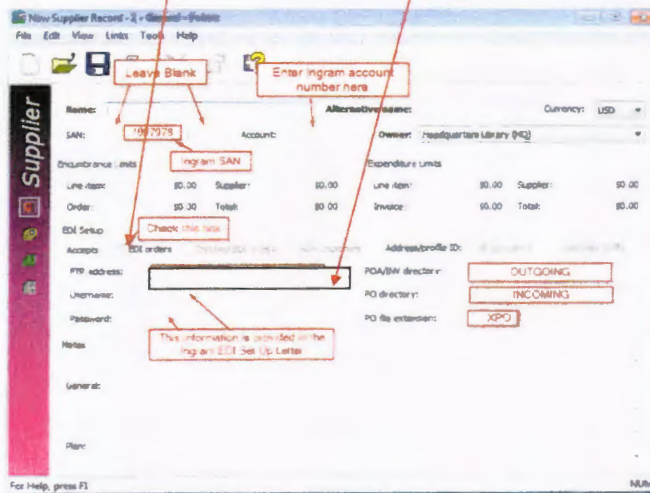 New Supplier Record - 2 - General - Polaris
File Edit View Links Tools Help
Leave Blank
Enter Ingram account
number here
Supplier
Name:
Alternative name:
Currency: USD
SAN:
Account:
Owner: Headquarters Library (HQ)
Ingram SAN
Encumbrance Limits
Expenditure Limits
Line item: $0.00 Supplier: $0.00
Line item: $0.00 Supplier: $0.00
Order: $0.00 Total: $0.00
Invoice: $0.00 Total: $0.00
EDI Setup
Check this box
Accepts EDI orders
Address/profile ID:
FTP address:
POA/INV directory: OUTGOING
Username:
PO directory: INCOMING
Password:
PO file extension: .XPO
This information is provided in the
Ingram EDI Set Up Letter
Notes
General:
Plan:
For Help, press F1
NUM